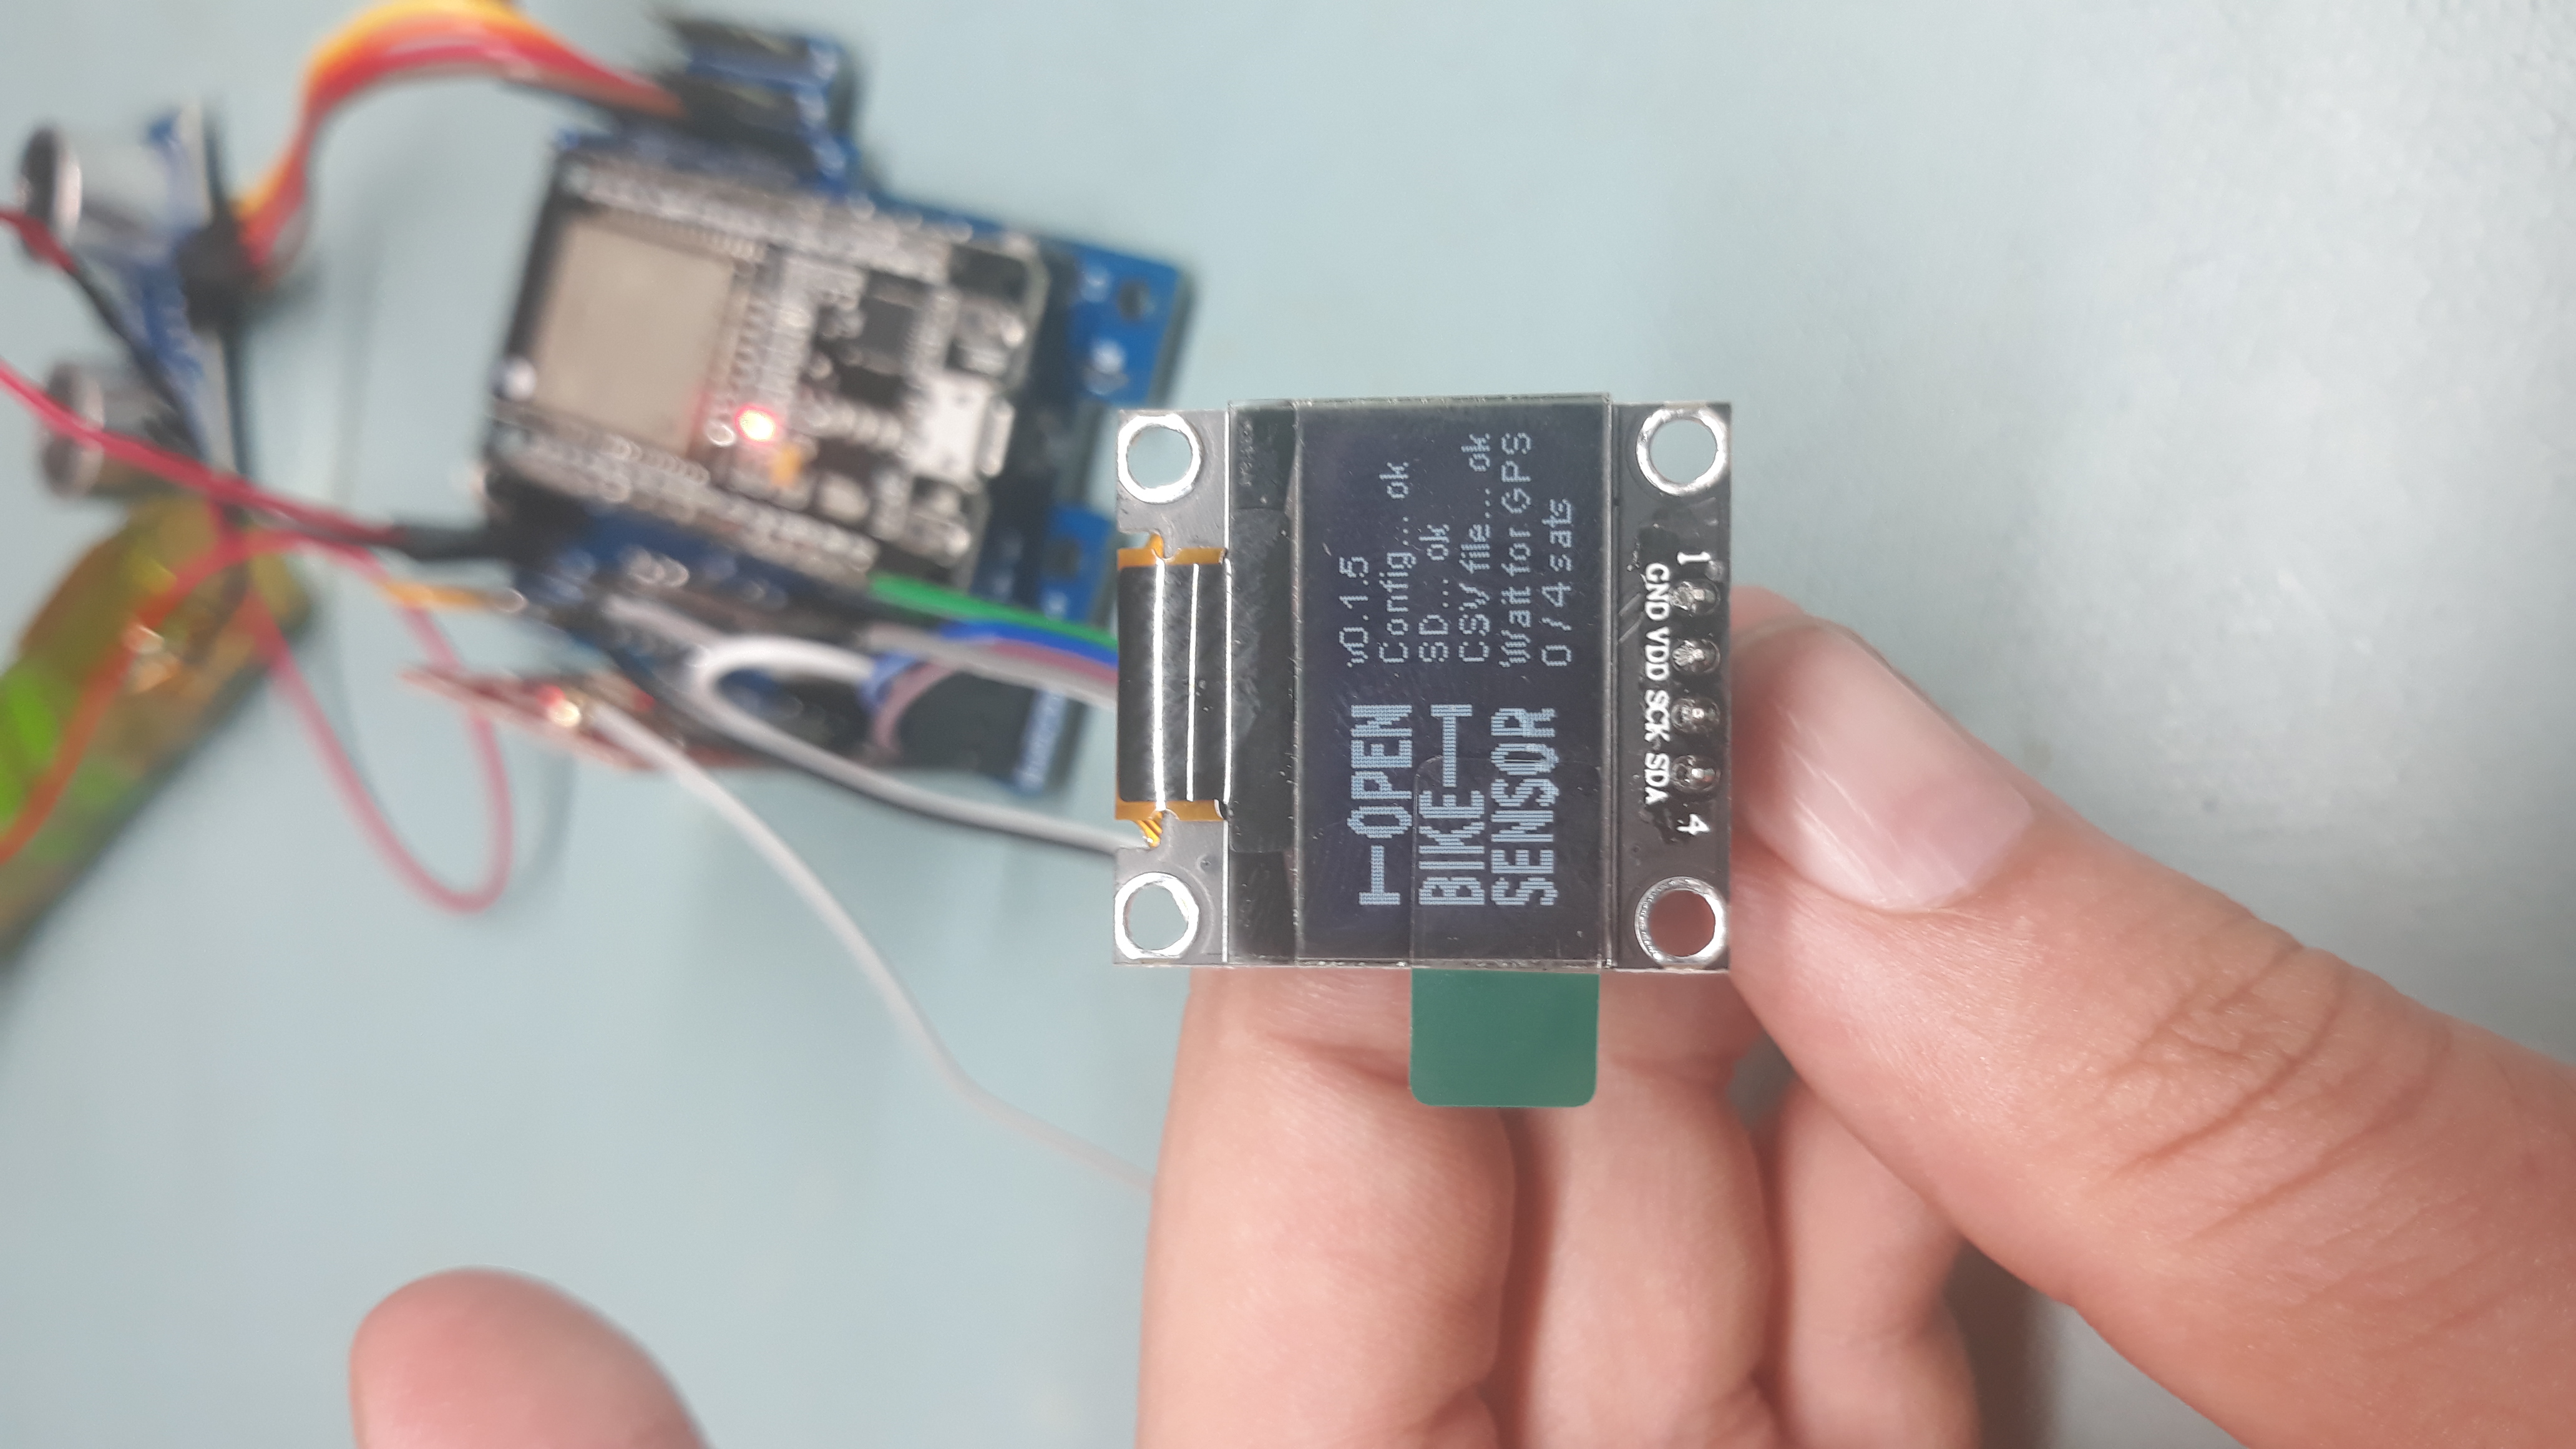 OPEN
BIKE
SENSOR
v0.1.5
Config... ok
SD... ok
CSV file... ok
Wait for GPS
0 / 4 sats
GND VDD SCK SDA
1
4